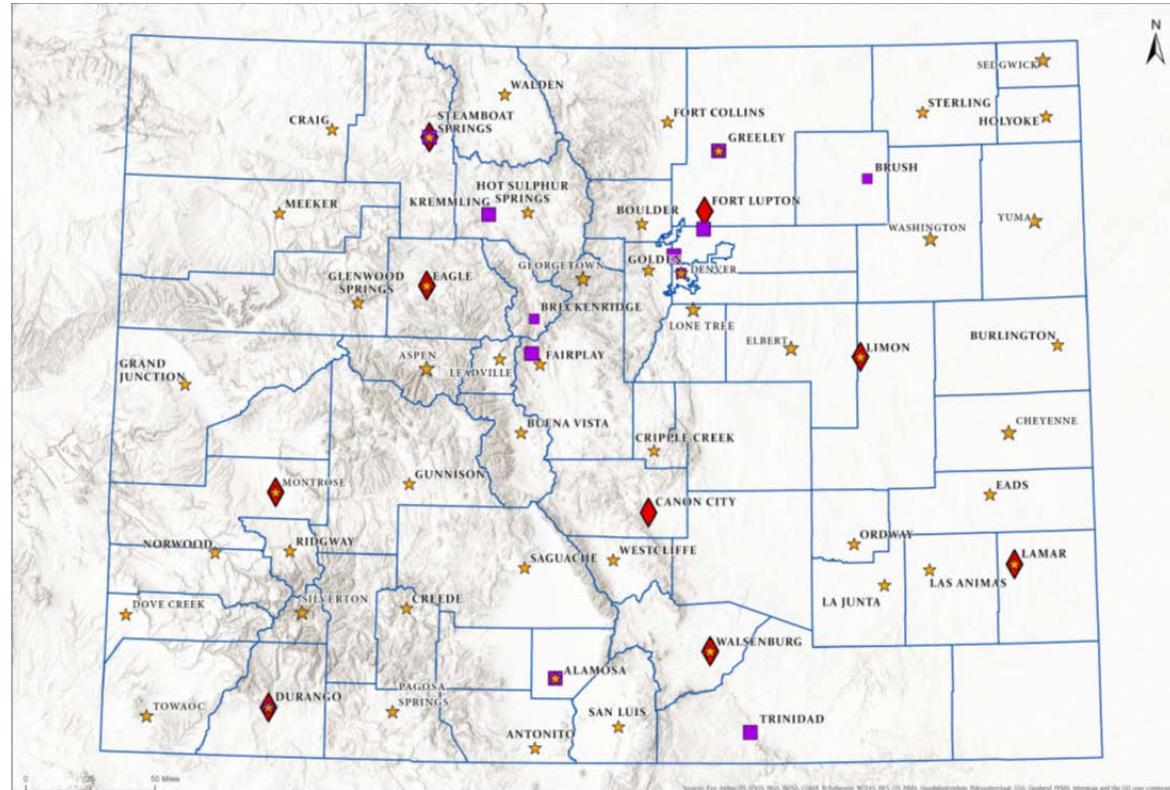 N
SEDGWICK
WALDEN
FORT COLLINS
STERLING
HOLYOKE
CRAIG
STEAMBOAT
SPRINGS
GREELEY
BRUSH
HOT SULPHUR
SPRINGS
MEEKER
KREMMLING
FORT LUPTON
BOULDER
YUMA
WASHINGTON
GEORGETOWN
GOLDEN
DENVER
GLENWOOD
SPRINGS
EAGLE
BRECKENRIDGE
LONE TREE
ELBERT
LIMON
BURLINGTON
ASPEN
LEADVILLE
FAIRPLAY
GRAND
JUNCTION
CHEYENNE
BUENA VISTA
CRIPPLE CREEK
GUNNISON
MONTROSE
EADS
CANON CITY
ORDWAY
NORWOOD
RIDGWAY
SAGUACHE
WESTCLIFFE
LAMAR
LAS ANIMAS
LA JUNTA
DOVE CREEK
SILVERTON
CREEDE
WALSENBURG
ALAMOSA
DURANGO
PAGOSA
SPRINGS
TOWAOC
SAN LUIS
TRINIDAD
ANTONITO
0 25 50 Miles